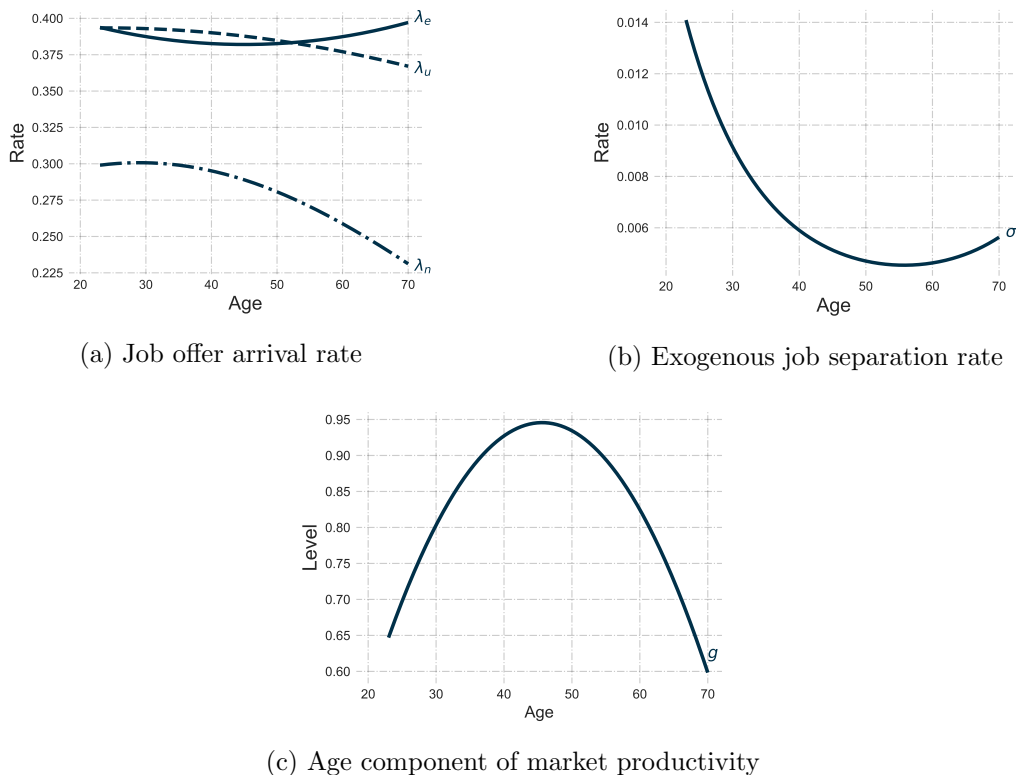 0.400
0.375
0.350
0.325
0.300
0.275
0.250
0.225
Rate
20 30 40 50 60 70
Age
λe
λu
λn
(a) Job offer arrival rate
0.014
0.012
0.010
0.008
0.006
Rate
20 30 40 50 60 70
Age
σ
(b) Exogenous job separation rate
0.95
0.90
0.85
0.80
0.75
0.70
0.65
0.60
Level
20 30 40 50 60 70
Age
g
(c) Age component of market productivity